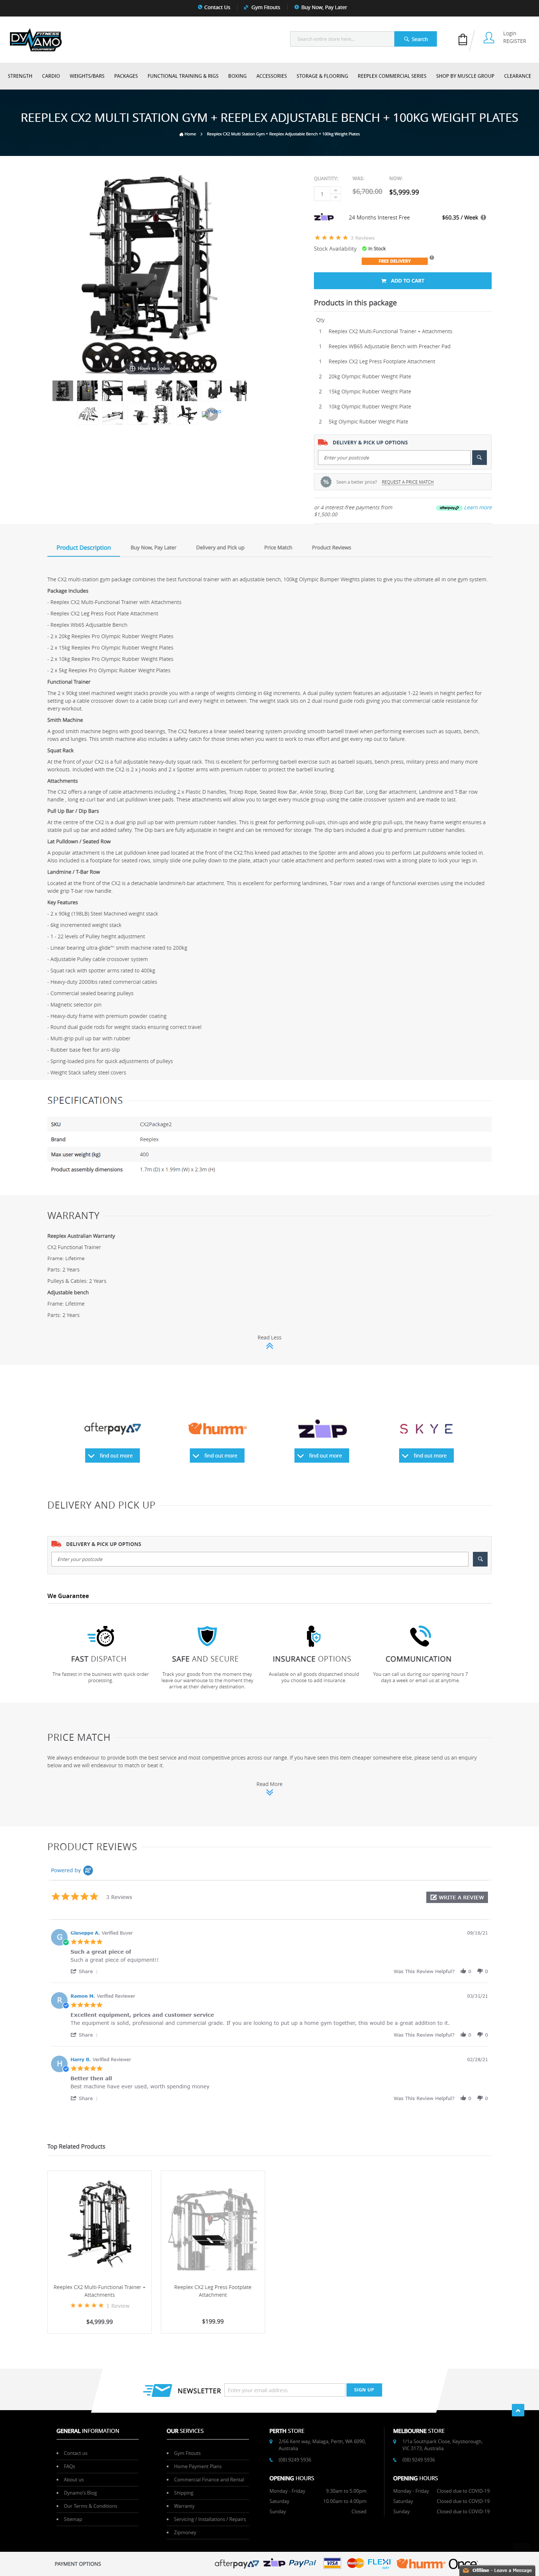 Contact Us
Gym Fitouts
Buy Now, Pay Later
DYNAMO FITNESS
Search entire store here...
Search
Login
REGISTER
STRENGTH
CARDIO
WEIGHTS/BARS
PACKAGES
FUNCTIONAL TRAINING & RIGS
BOXING
ACCESSORIES
STORAGE & FLOORING
REEPLEX COMMERCIAL SERIES
SHOP BY MUSCLE GROUP
CLEARANCE
REEPLEX CX2 MULTI STATION GYM + REEPLEX ADJUSTABLE BENCH + 100KG WEIGHT PLATES
Home > Reeplex CX2 Multi Station Gym + Reeplex Adjustable Bench + 100kg Weight Plates
QUANTITY:
WAS:
NOW:
1
$6,700.00
$5,999.99
zip
24 Months Interest Free
$60.35 / Week
3 Reviews
Stock Availability
In Stock
FREE DELIVERY
ADD TO CART
Hover to zoom
Products in this package
Qty
1 Reeplex CX2 Multi-Functional Trainer + Attachments
1 Reeplex WB65 Adjustable Bench with Preacher Pad
1 Reeplex CX2 Leg Press Footplate Attachment
2 20kg Olympic Rubber Weight Plate
2 15kg Olympic Rubber Weight Plate
2 10kg Olympic Rubber Weight Plate
2 5kg Olympic Rubber Weight Plate
DELIVERY & PICK UP OPTIONS
Enter your postcode
Seen a better price?
REQUEST A PRICE MATCH
or 4 interest-free payments from $1,500.00
afterpay
Learn more
Product Description
Buy Now, Pay Later
Delivery and Pick up
Price Match
Product Reviews
The CX2 multi-station gym package combines the best functional trainer with an adjustable bench, 100kg Olympic Bumper Weights plates to give you the ultimate all in one gym system.
Package Includes
- Reeplex CX2 Multi-Functional Trainer with Attachments
- Reeplex CX2 Leg Press Foot Plate Attachment
- Reeplex Wb65 Adjusatble Bench
- 2 x 20kg Reeplex Pro Olympic Rubber Weight Plates
- 2 x 15kg Reeplex Pro Olympic Rubber Weight Plates
- 2 x 10kg Reeplex Pro Olympic Rubber Weight Plates
- 2 x 5kg Reeplex Pro Olympic Rubber Weight Plates
Functional Trainer
The 2 x 90kg steel machined weight stacks provide you with a range of weights climbing in 6kg increments. A dual pulley system features an adjustable 1-22 levels in height perfect for setting up a cable crossover down to a cable bicep curl and every height in between. The weight stack sits on 2 dual round guide rods giving you that commercial cable resistance for every workout.
Smith Machine
A good smith machine begins with good bearings, The CX2 features a linear sealed bearing system providing smooth barbell travel when performing exercises such as squats, bench, rows and lunges. This smith machine also includes a safety catch for those times when you want to work to max effort and get every rep out to failure
Squat Rack
At the front of your CX2 is a full adjustable heavy-duty squat rack. This is excellent for performing barbell exercise such as barbell squats, bench press, military press and many more workouts. Included with the CX2 is 2 x J-hooks and 2 x Spotter arms with premium rubber to protect the barbell knurling.
Attachments
The CX2 offers a range of cable attachments including 2 x Plastic D handles, Tricep Rope, Seated Row Bar, Ankle Strap, Bicep Curl Bar, Long Bar attachment, Landmine and T-Bar row handle , long ez curl bar and Lat pulldown knee pads. These attachments will allow you to target every muscle group using the cable crossover system and are made to last.
Pull Up Bar / Dip Bars
At the centre of the CX2 is a dual grip pull up bar with premium rubber handles. This is great for performing pull-ups, chin-ups and wide grip pull-ups, the heavy frame weight ensures a stable pull up bar and added safety. The Dip bars are fully adjustable in height and can be removed for storage. The dip bars included a dual grip and premium rubber handles.
Lat Pulldown / Seated Row
A popular attachment is the Lat pulldown knee pad located at the front of the CX2.This Kneed pad attaches to the Spotter arm and allows you to perform Lat pulldowns while locked in. Also is a footplate for seated rows, simply slide one pulley down to the plate, attach your cable attachment and perform seated rows with a strong plate to lock your legs in.
Landmine / T-Bar Row
Located at the front of the CX2 is a detachable landmine/t-bar attachment. This is excellent for performing landmines, T-bar rows and a range of functional exercises using the included wide grip T-bar row handle
Key Features
- 2 x 90kg (198LB) Steel Machined weight stack
- 6kg incremented weight stack
- 1 - 22 levels of Pulley height adjustment
- Linear bearing ultra-glide™ smith machine rated to 200kg
- Adjustable Pulley cable crossover system
- Squat rack with spotter arms rated to 400kg
- Heavy-duty 2000lbs rated commercial cables
- Commercial sealed bearing pulleys
- Magnetic selector pin
- Heavy-duty frame with premium powder coating
- Round dual guide rods for weight stacks ensuring correct travel
- Multi-grip pull up bar with rubber
- Rubber base feet for anti-slip
- Spring-loaded pins for quick adjustments of pulleys
- Weight Stack safety steel covers
SPECIFICATIONS
SKU CX2Package2
Brand Reeplex
Max user weight (kg) 400
Product assembly dimensions 1.7m (D) x 1.99m (W) x 2.3m (H)
WARRANTY
Reeplex Australian Warranty
CX2 Functional Trainer
Frame: Lifetime
Parts: 2 Years
Pulleys & Cables: 2 Years
Adjustable bench
Frame: Lifetime
Parts: 2 Years
Read Less
afterpay
humm
zip
SKYE
find out more
find out more
find out more
find out more
DELIVERY AND PICK UP
DELIVERY & PICK UP OPTIONS
Enter your postcode
We Guarantee
FAST DISPATCH
The fastest in the business with quick order processing.
SAFE AND SECURE
Track your goods from the moment they leave our warehouse to the moment they arrive at their delivery destination.
INSURANCE OPTIONS
Available on all goods dispatched should you choose to add insurance.
COMMUNICATION
You can call us during our opening hours 7 days a week or email us at anytime.
PRICE MATCH
We always endeavour to provide both the best service and most competitive prices across our range. If you have seen this item cheaper somewhere else, please send us an enquiry below and we will endeavour to match or beat it.
Read More
PRODUCT REVIEWS
Powered by
3 Reviews
WRITE A REVIEW
G
Giuseppe A. Verified Buyer
09/16/21
Such a great piece of
Such a great piece of equipment!!
Share
Was This Review Helpful? 0 0
R
Ramon M. Verified Reviewer
03/31/21
Excellent equipment, prices and customer service
The equipment is solid, professional and commercial grade. If you are looking to put up a home gym together, this would be a great addition to it.
Share
Was This Review Helpful? 0 0
H
Harry B. Verified Reviewer
02/28/21
Better then all
Best machine have ever used, worth spending money
Share
Was This Review Helpful? 0 0
Top Related Products
Reeplex CX2 Multi-Functional Trainer + Attachments
1 Review
$4,999.99
Reeplex CX2 Leg Press Footplate Attachment
$199.99
NEWSLETTER
Enter your email address
SIGN UP
GENERAL INFORMATION
Contact us
FAQs
About us
Dynamo's Blog
Our Terms & Conditions
Sitemap
OUR SERVICES
Gym Fitouts
Home Payment Plans
Commercial Finance and Rental
Shipping
Warranty
Servicing / Installations / Repairs
Zipmoney
PERTH STORE
2/66 Kent way, Malaga, Perth, WA 6090, Australia
(08) 9249 5936
OPENING HOURS
Monday - Friday 9.30am to 5.00pm
Saturday 10.00am to 4.00pm
Sunday Closed
MELBOURNE STORE
1/1a Southpark Close, Keysborough, VIC 3173, Australia
(08) 9249 5936
OPENING HOURS
Monday - Friday Closed due to COVID-19
Saturday Closed due to COVID-19
Sunday Closed due to COVID-19
PAYMENT OPTIONS
afterpay
zip
PayPal
VISA
MasterCard
FLEXI
humm
Offline - Leave a Message